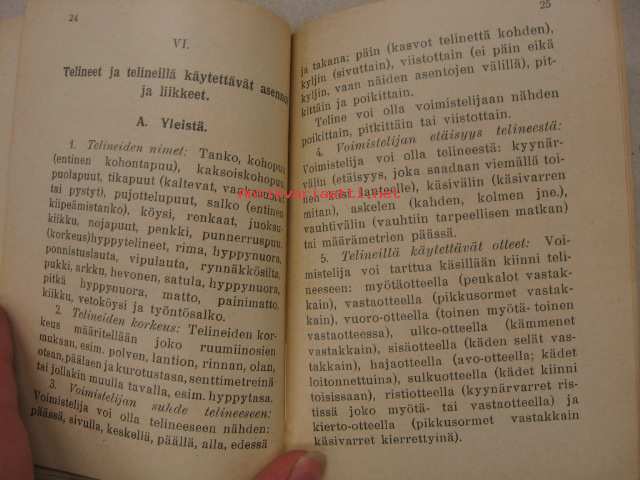 24
VI.
Telineet ja telineillä käytettävät asennot
ja liikkeet.
A. Yleistä.
1. Telineiden nimet: Tanko, kohopuu
(entinen kohontapuu), kaksoiskohopuu,
puolapuut, tikapuut (kaltevat,
tai pystyt), pujottelupuut, salko (entinen
kiipeämistanko), köysi, renkaat, juoksu-
kiikku, nojapuut, penkki, punnerruspuu,
(korkeus)hyppytelineet, rima, hyppynuora,
ponnistuslauta, vipulauta, rynnäkkösilta,
pukki, arkku, hevonen, satula, hyppynuora,
pitkä hyppynuora, matto, painimatto,
kiikku, vetoköysi ja työntösalko.
2. Telineiden korkeus: Telineiden kor-
keus määritellään joko ruumiinosien
mukaan, esim. polven, lantion, rinnan, olan,
otsan, päälaen ja kurotustasa, senttimetreinä
tai jollakin muulla tavalla, esim. hyppytasa.
3. Voimistelijan suhde telineeseen:
Voimistelija voi olla telineeseen nähden:
päässä, sivulla, keskellä, päällä, alla, edessä
25
ja takana; päin (kasvot telinettä kohden),
kyljin (sivuttain), viistottain (ei päin eikä
kyljin, vaan näiden asentojen välillä), pit-
kittäin ja poikittain.
Teline voi olla voimistelijaan nähden
poikittain, pitkittäin tai viistottain.
4. Voimistelijan etäisyys telineestä:
Voimistelija voi olla telineestä: kyynär-
välin (etäisyys, joka saadaan viemällä toi-
nen käsi lanteelle), käsivälin (käsivarren
mitan), askelen (kahden, kolmen jne.),
vauhtivälin (vauhtiin tarpeellisen matkan)
tai määrämetrien päässä.
5. Telineillä käytettävät otteet: Voi-
mistelija voi tarttua käsillään kiinni teli-
neeseen: myötäotteella (peukalot vastak-
kain), vastaotteella (pikkusormet vastak-
kain), vuoro-otteella (toinen myötä- toinen
vastaotteessa), ulko-otteella (kämmenet
vastakkain), sisäotteella (käden selät vas-
takkain), hajaotteella (avo-otteella; kädet
loitonnettuina), sulkuotteella (kädet kiinni
toisissaan), ristiotteella (kyynärvarret ris-
tissä joko myötä- tai vastaotteella) ja
kierto-otteella (pikkusormet vastakkain
käsivarret kierrettyinä).